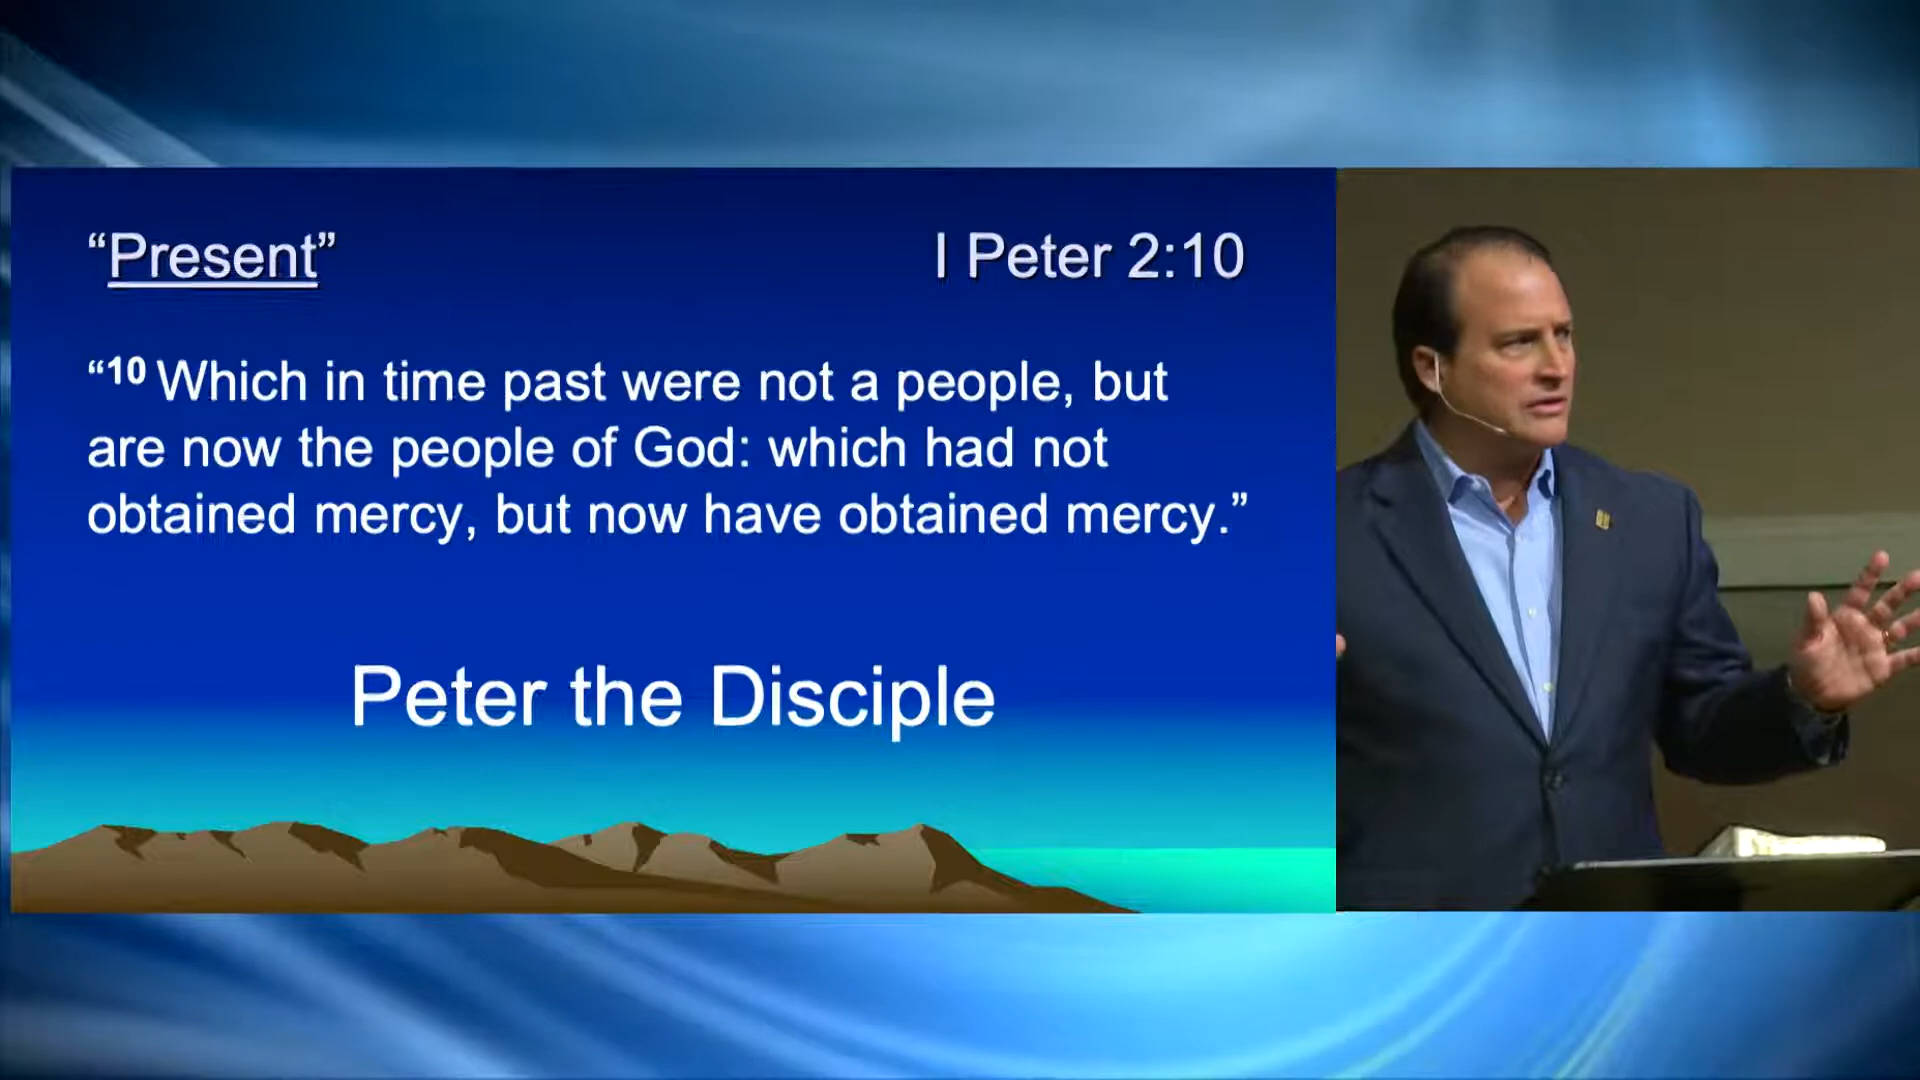 “Present” I Peter 2:10
“10 Which in time past were not a people, but
are now the people of God: which had not
obtained mercy, but now have obtained mercy.”
Peter the Disciple